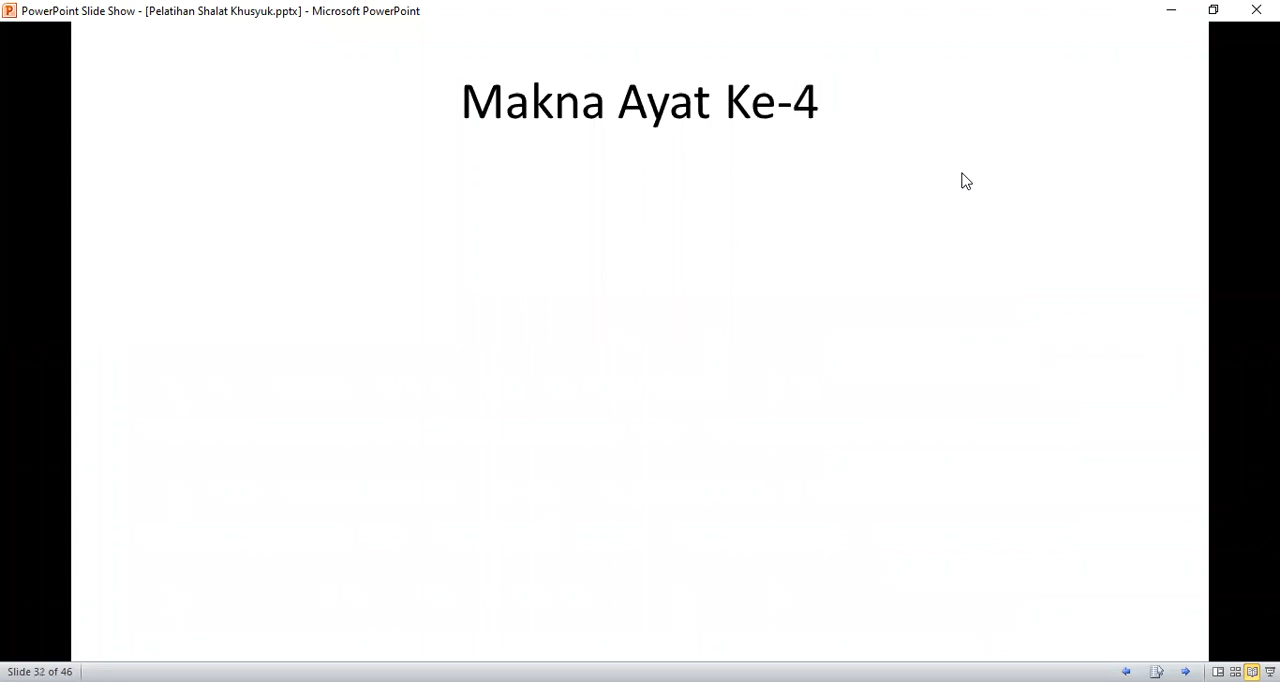 PowerPoint Slide Show - [Pelatihan Shalat Khusyuk.pptx] - Microsoft PowerPoint
Makna Ayat Ke-4
Slide 32 of 46